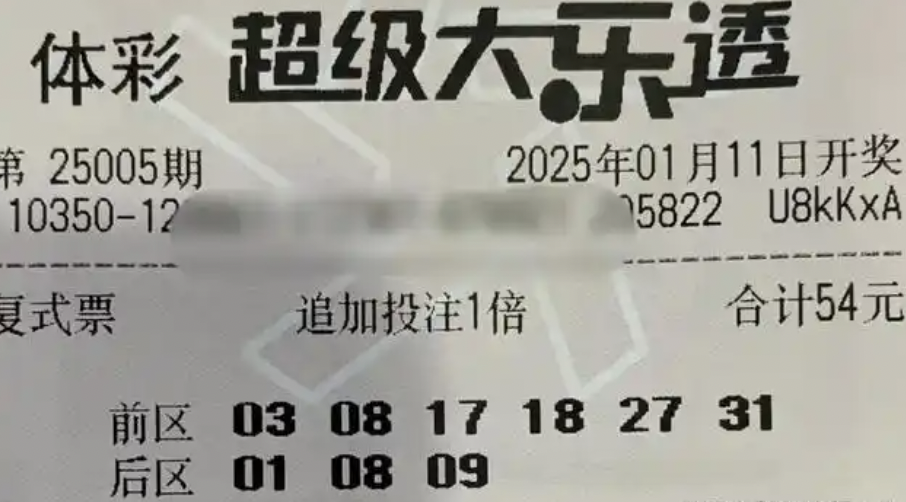 体彩 超级大乐透
第 25005期 2025年01月11日开奖
10350-12 05822 U8kKxA
复式票 追加投注1倍 合计54元
前区 03 08 17 18 27 31
后区 01 08 09